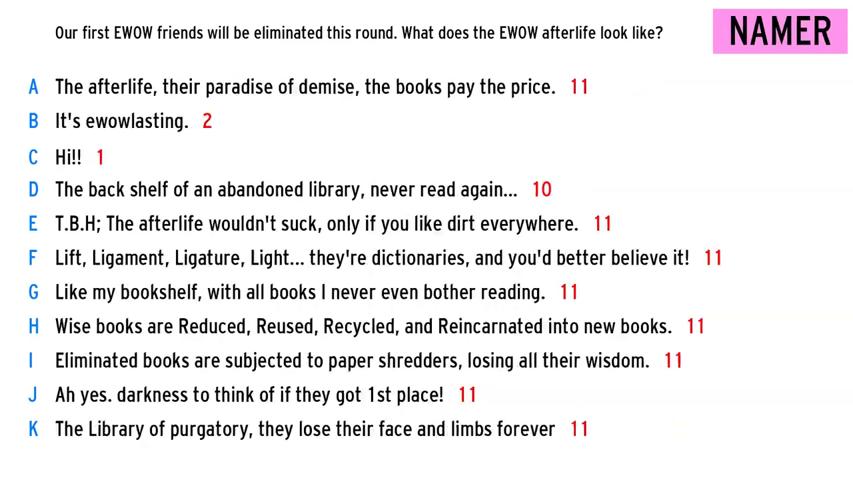 Our first EWOW friends will be eliminated this round. What does the EWOW afterlife look like?
NAMER
A The afterlife, their paradise of demise, the books pay the price. 11
B It's ewowlasting. 2
C Hi!! 1
D The back shelf of an abandoned library, never read again... 10
E T.B.H; The afterlife wouldn't suck, only if you like dirt everywhere. 11
F Lift, Ligament, Ligature, Light... they're dictionaries, and you'd better believe it! 11
G Like my bookshelf, with all books I never even bother reading. 11
H Wise books are Reduced, Reused, Recycled, and Reincarnated into new books. 11
I Eliminated books are subjected to paper shredders, losing all their wisdom. 11
J Ah yes. darkness to think of if they got 1st place! 11
K The Library of purgatory, they lose their face and limbs forever 11